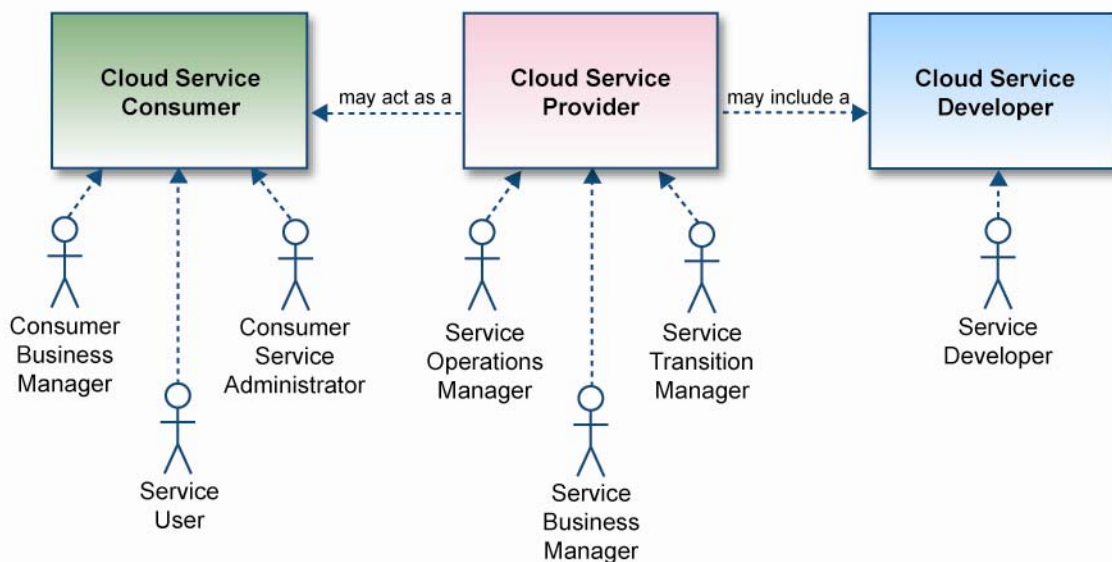 Cloud Service
Consumer
may act as a
Cloud Service
Provider
may include a
Cloud Service
Developer
Consumer
Business
Manager
Service
User
Consumer
Service
Administrator
Service
Operations
Manager
Service
Business
Manager
Service
Transition
Manager
Service
Developer